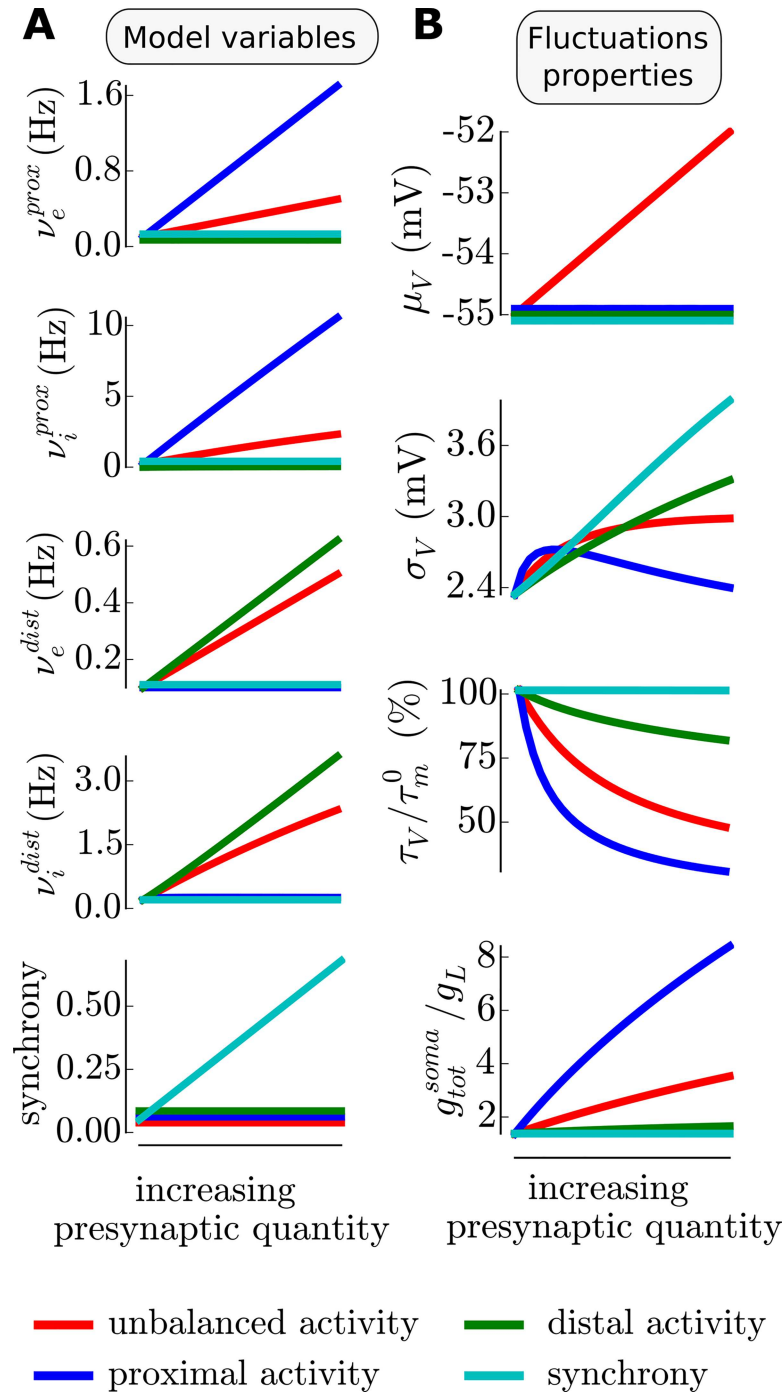 A
Model variables
1.6
0.8
0.0
ν_e^{prox} (Hz)
10
5
0
ν_i^{prox} (Hz)
0.6
0.4
0.2
ν_e^{dist} (Hz)
3.0
1.5
0.0
ν_i^{dist} (Hz)
0.50
0.25
0.00
synchrony
increasing
presynaptic quantity
B
Fluctuations
properties
-52
-53
-54
-55
μ_V (mV)
3.6
3.0
2.4
σ_V (mV)
100
75
50
τ_V/τ_m^0 (%)
8
6
4
2
g_{tot}^{soma}/g_L
increasing
presynaptic quantity
unbalanced activity
proximal activity
distal activity
synchrony